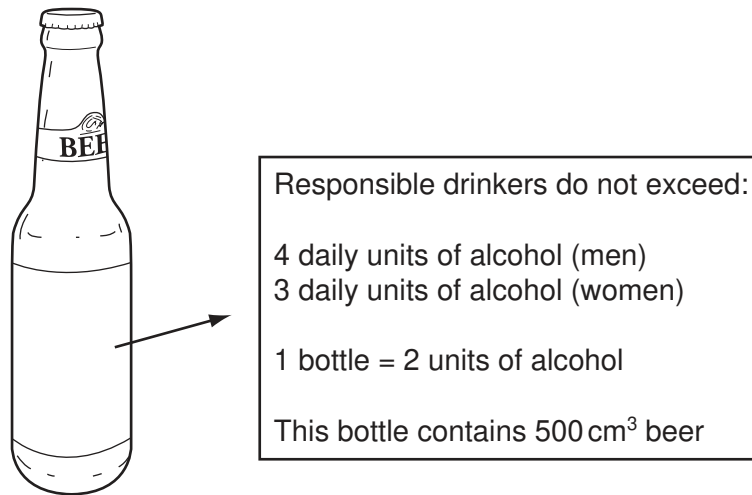 BEE
Responsible drinkers do not exceed:
4 daily units of alcohol (men)
3 daily units of alcohol (women)
1 bottle = 2 units of alcohol
This bottle contains 500 cm³ beer